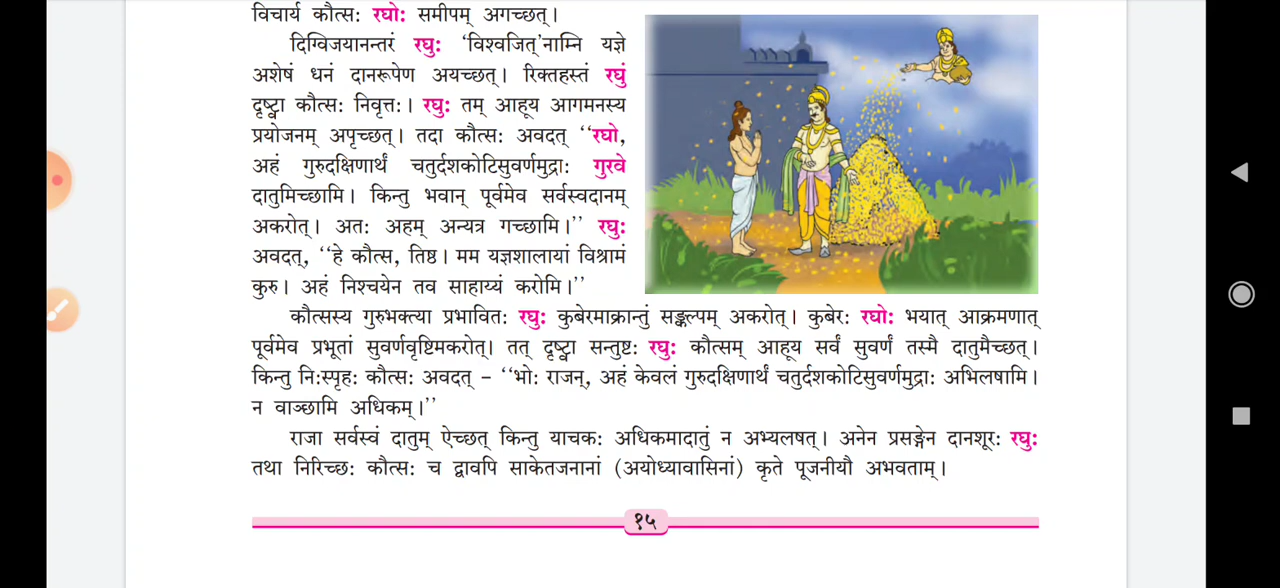 विचार्य कौत्सः रघोः समीपम् अगच्छत्।
दिग्विजयानन्तरं रघुः ‘विश्वजित्’नाम्नि यज्ञे
अशेषं धनं दानरूपेण अयच्छत्। रिक्तहस्तं रघुं
दृष्ट्वा कौत्सः निवृत्तः। रघुः तम् आहूय आगमनस्य
प्रयोजनम् अपृच्छत्। तदा कौत्सः अवदत् ‘‘रघो,
अहं गुरुदक्षिणार्थं चतुर्दशकोटिसुवर्णमुद्राः गुरवे
दातुमिच्छामि। किन्तु भवान् पूर्वमेव सर्वस्वदानम्
अकरोत्। अतः अहम् अन्यत्र गच्छामि।’’ रघुः
अवदत्, ‘‘हे कौत्स, तिष्ठ। मम यज्ञशालायां विश्रामं
कुरु। अहं निश्चयेन तव साहाय्यं करोमि।’’
कौत्सस्य गुरुभक्त्या प्रभावितः रघुः कुबेरमाक्रान्तुं सङ्कल्पम् अकरोत्। कुबेरः रघोः भयात् आक्रमणात्
पूर्वमेव प्रभूतां सुवर्णवृष्टिमकरोत्। तत् दृष्ट्वा सन्तुष्टः रघुः कौत्सम् आहूय सर्वं सुवर्णं तस्मै दातुमैच्छत्।
किन्तु निःस्पृहः कौत्सः अवदत् – ‘‘भोः राजन्, अहं केवलं गुरुदक्षिणार्थं चतुर्दशकोटिसुवर्णमुद्राः अभिलषामि।
न वाञ्छामि अधिकम्।’’
राजा सर्वस्वं दातुम् ऐच्छत् किन्तु याचकः अधिकमादातुं न अभ्यलषत्। अनेन प्रसङ्गेन दानशूरः रघुः
तथा निरिच्छः कौत्सः च द्वावपि साकेतजनानां (अयोध्यावासिनां) कृते पूजनीयौ अभवताम्।
१५